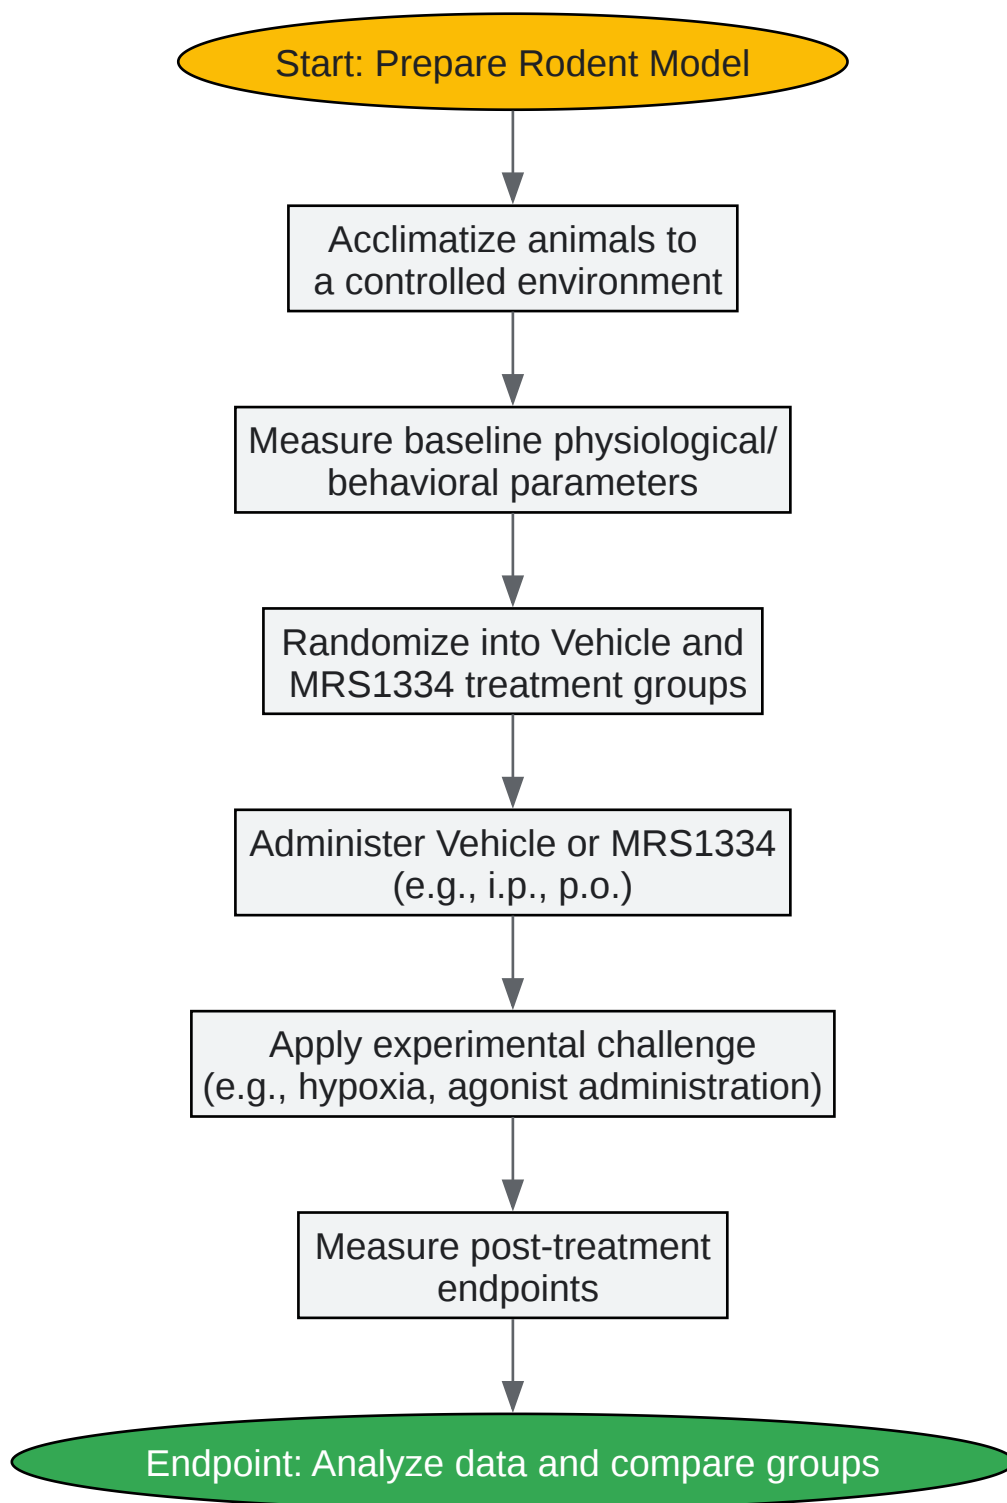 Start: Prepare Rodent Model
Acclimatize animals to
a controlled environment
Measure baseline physiological/
behavioral parameters
Randomize into Vehicle and
MRS1334 treatment groups
Administer Vehicle or MRS1334
(e.g., i.p., p.o.)
Apply experimental challenge
(e.g., hypoxia, agonist administration)
Measure post-treatment
endpoints
Endpoint: Analyze data and compare groups